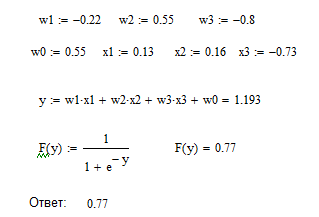 w1 := −0.22 w2 := 0.55 w3 := −0.8
w0 := 0.55 x1 := 0.13 x2 := 0.16 x3 := −0.73
y := w1·x1 + w2·x2 + w3·x3 + w0 = 1.193
F(y) := 1 / (1 + e^−y) F(y) = 0.77
Ответ: 0.77